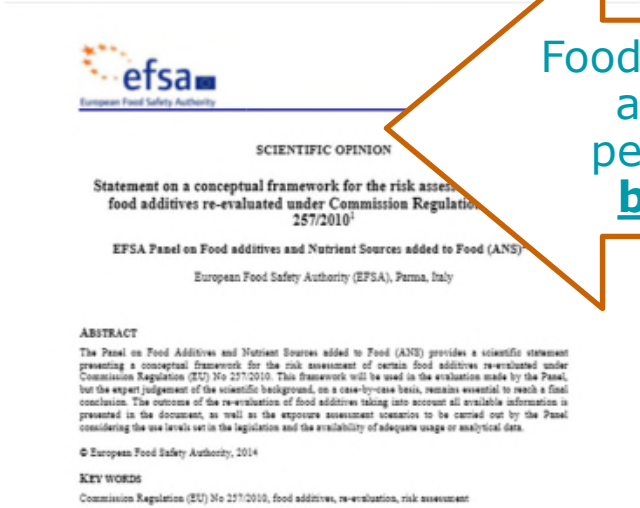 efsa
European Food Safety Authority
SCIENTIFIC OPINION
Statement on a conceptual framework for the risk
food additives re-evaluated under Commission
257/2010¹
EFSA Panel on Food additives and Nutrient Sources added to Food (ANS)
European Food Safety Authority (EFSA), Parma, Italy
ABSTRACT
The Panel on Food Additives and Nutrient Sources added to Food (ANS) provides a scientific statement
presenting a conceptual framework for the risk assessment of certain food additives re-evaluated under
Commission Regulation (EU) No 257/2010. This framework will be used in the evaluation made by the Panel,
but the expert judgement of the scientific background, on a case-by-case basis, remains essential to reach a final
conclusion. The outcome of the re-evaluation of food additives taking into account all available information is
presented in the document, as well as the exposure assessment scenarios to be carried out by the Panel
considering the use levels set in the legislation and the availability of adequate usage or analytical data.
© European Food Safety Authority, 2014
KEY WORDS
Commission Regulation (EU) No 257/2010, food additives, re-evaluation, risk assessment
Food